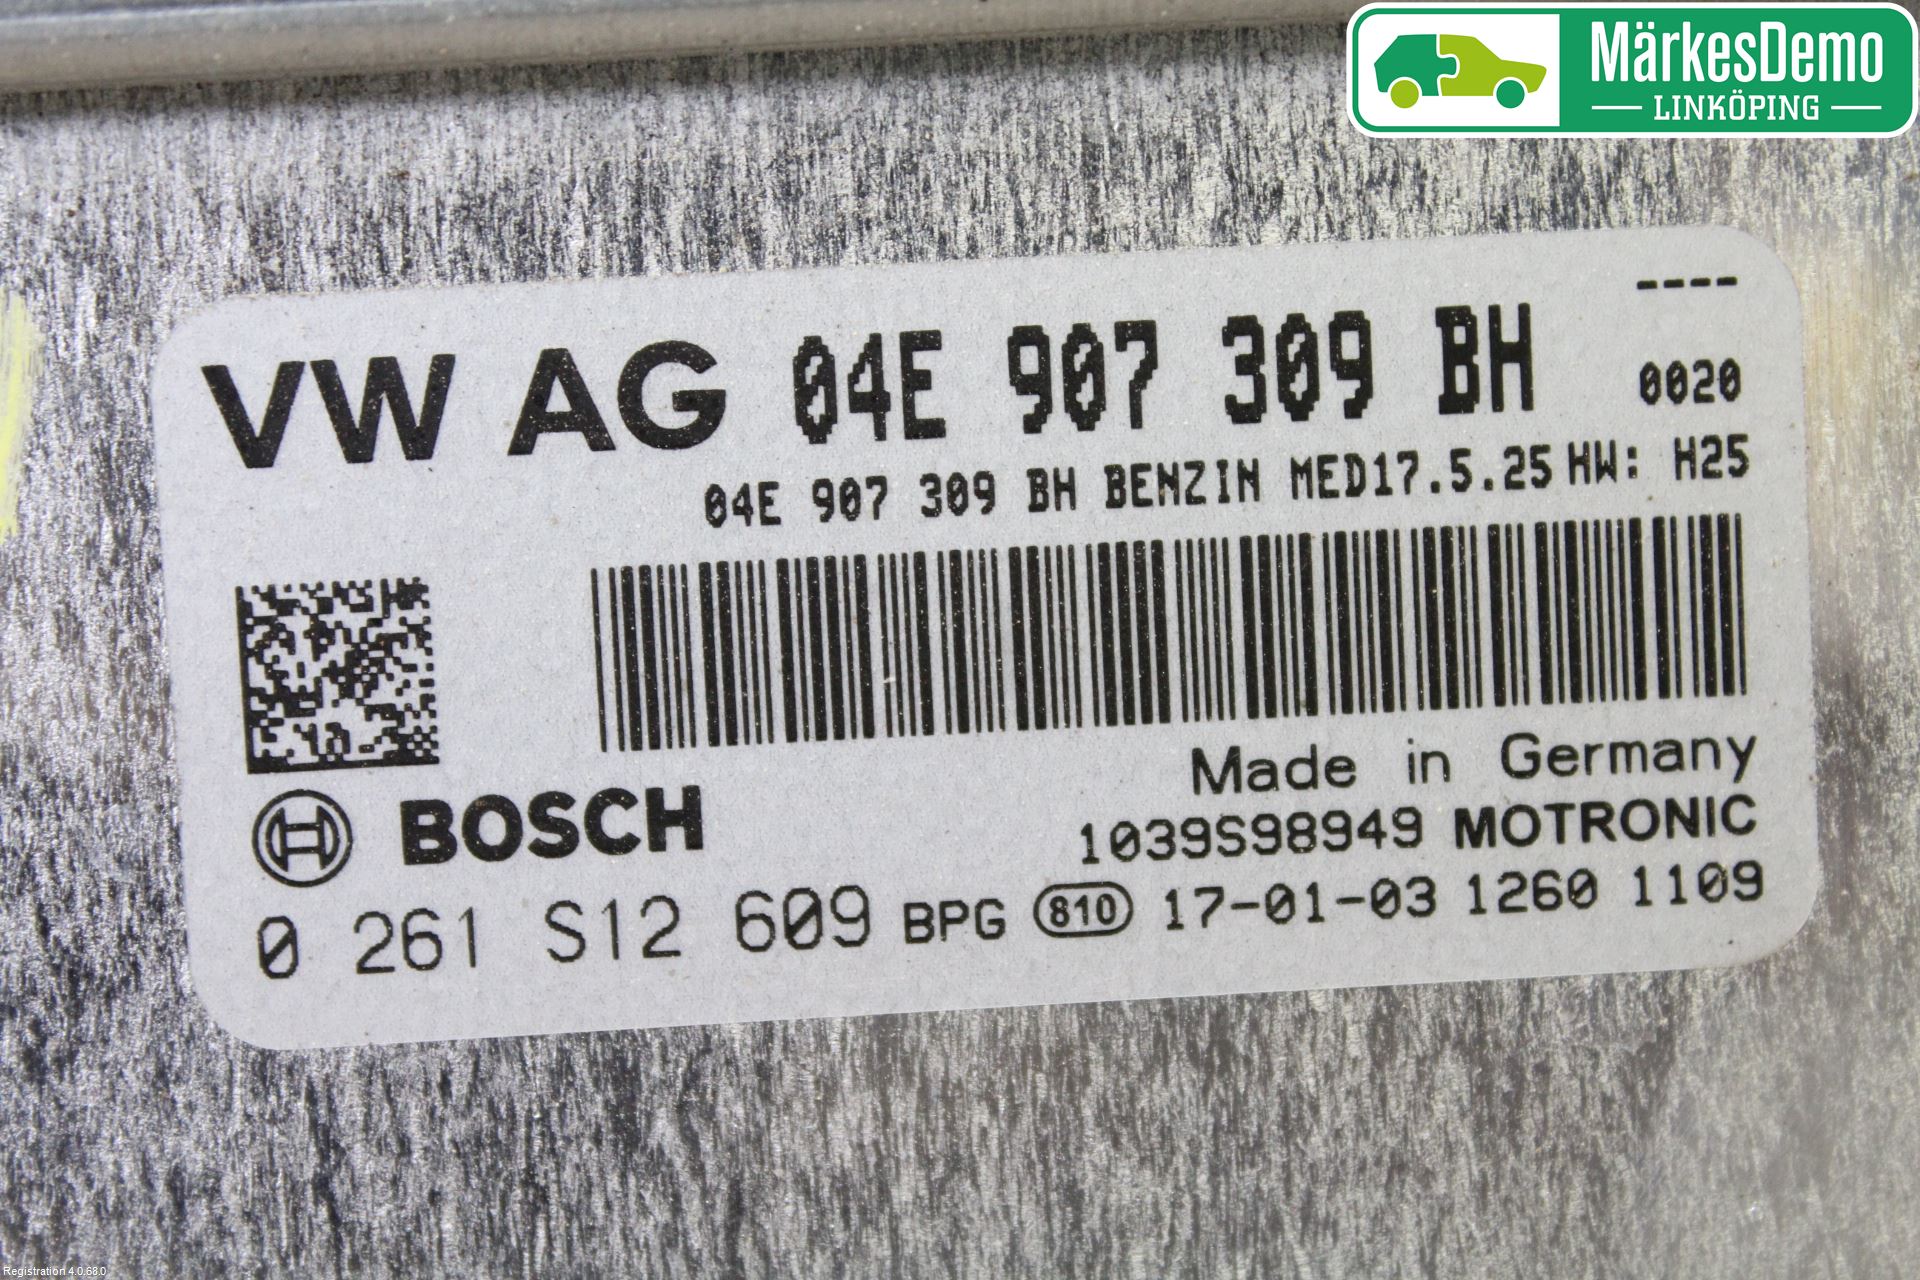 MärkesDemo
LINKÖPING
----
VW AG 04E 907 309 BH 0020
04E 907 309 BH BENZIN MED17.5.25 HW: H25
Made in Germany
BOSCH 1039S98949 MOTRONIC
0 261 S12 609 BPG 810 17-01-03 1260 1109
Registration 4.0.68.0